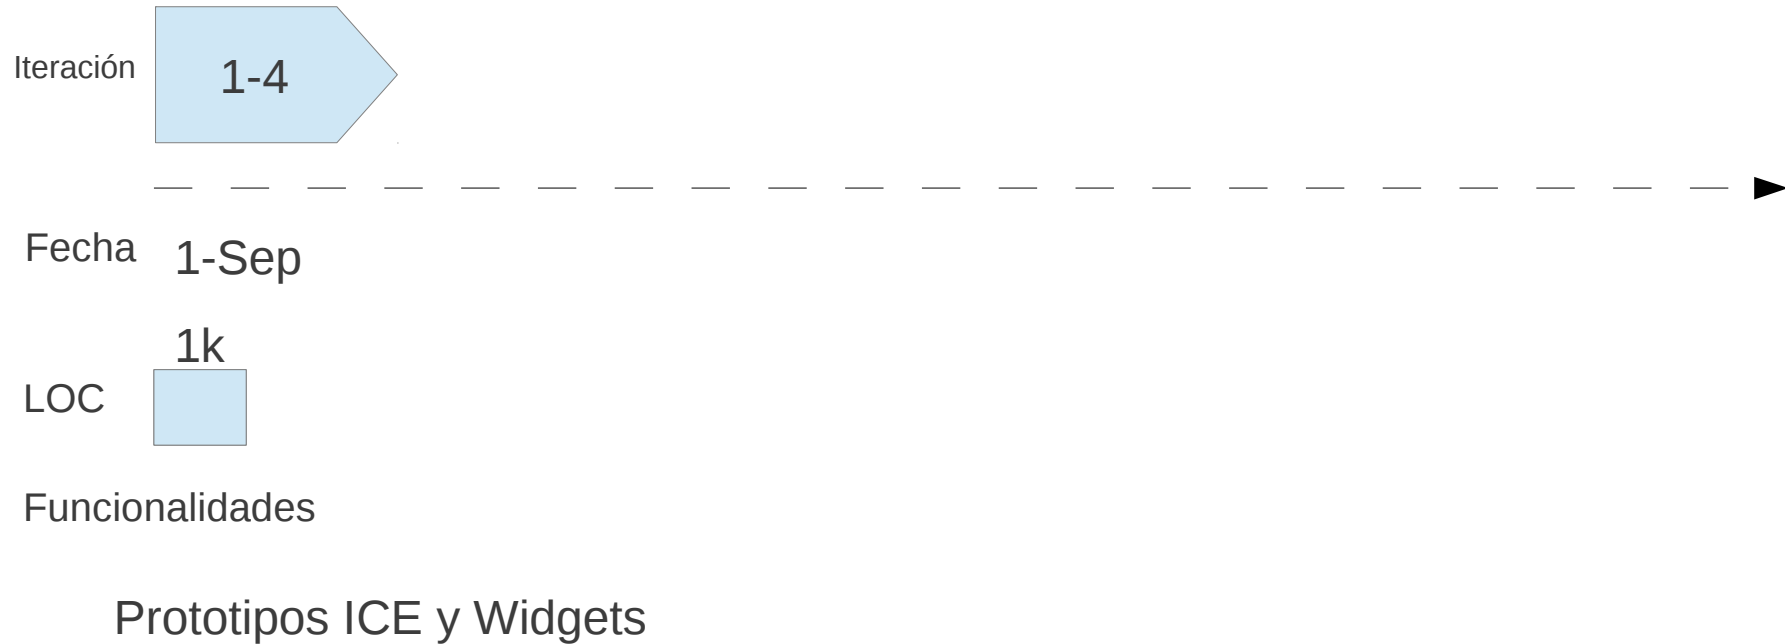 Iteración
1-4
Fecha
1-Sep
1k
LOC
Funcionalidades
Prototipos ICE y Widgets